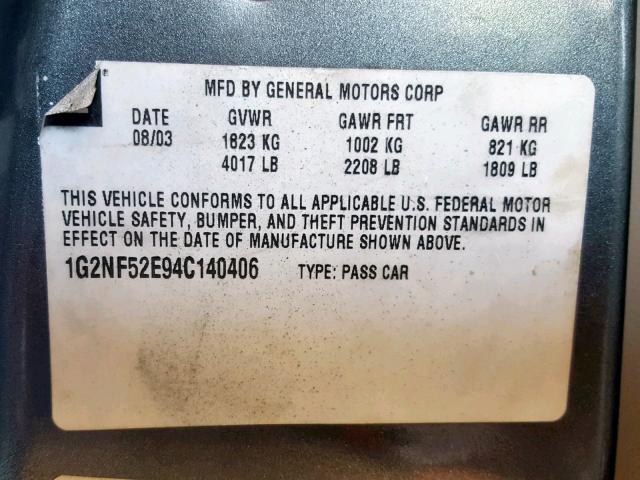 MFD BY GENERAL MOTORS CORP
DATE GVWR GAWR FRT GAWR RR
08/03 1823 KG 1002 KG 821 KG
4017 LB 2208 LB 1809 LB
THIS VEHICLE CONFORMS TO ALL APPLICABLE U.S. FEDERAL MOTOR
VEHICLE SAFETY, BUMPER, AND THEFT PREVENTION STANDARDS IN
EFFECT ON THE DATE OF MANUFACTURE SHOWN ABOVE.
1G2NF52E94C140406 TYPE: PASS CAR